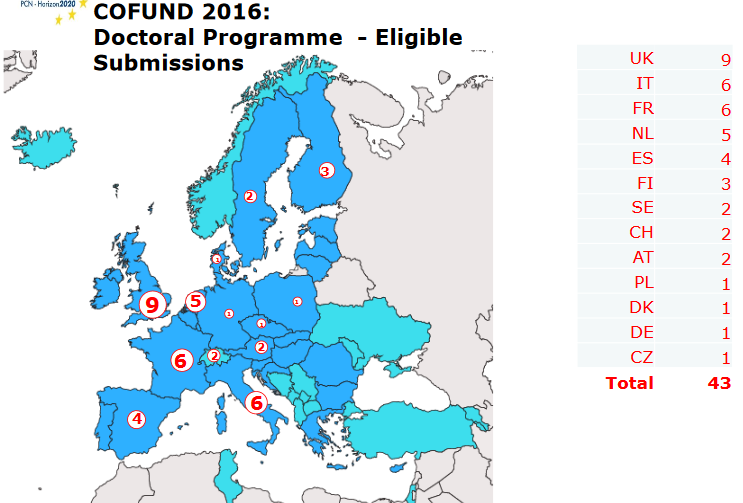 PCN - Horizon2020
COFUND 2016:
Doctoral Programme - Eligible
Submissions
UK 9
IT 6
FR 6
NL 5
ES 4
FI 3
SE 2
CH 2
AT 2
PL 1
DK 1
DE 1
CZ 1
Total 43
3
2
1
9
5
1
1
1
6
2
2
6
4